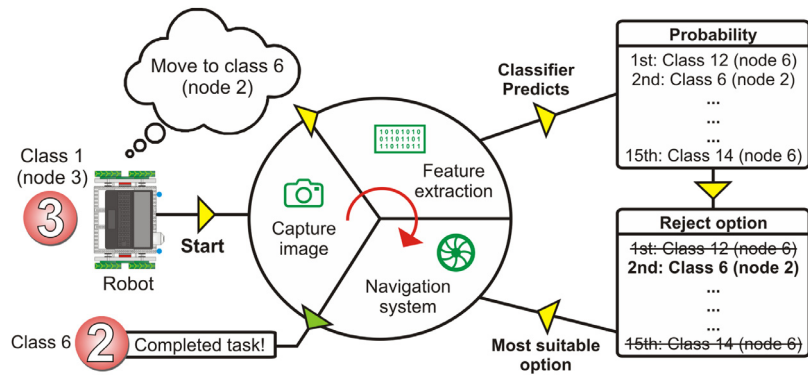 Move to class 6
(node 2)
Class 1
(node 3)
3
Robot
Start
Capture
image
10101010
01101101
11011011
Feature
extraction
Navigation
system
Classifier
Predicts
Probability
1st: Class 12 (node 6)
2nd: Class 6 (node 2)
...
...
...
15th: Class 14 (node 6)
Reject option
1st: Class 12 (node 6)
2nd: Class 6 (node 2)
...
...
...
15th: Class 14 (node 6)
Most suitable
option
Class 6
2
Completed task!